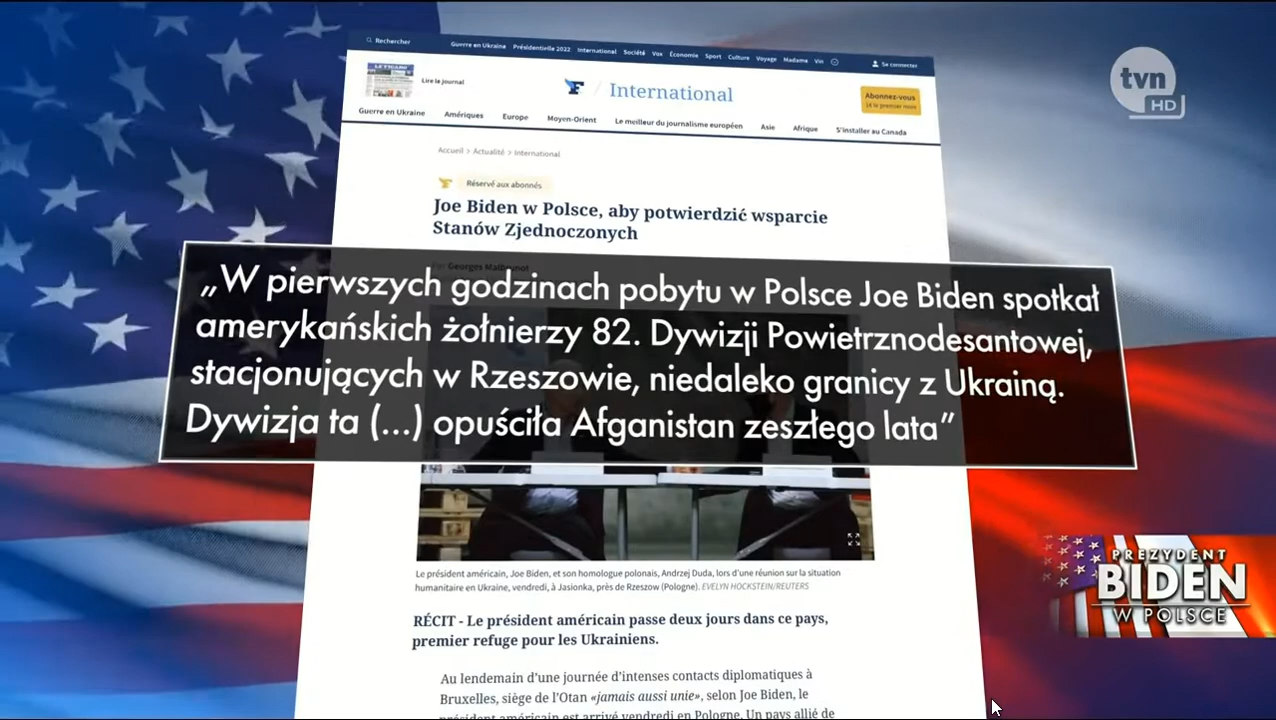 Rechercher
Guerre en Ukraine Présidentielle 2022 International Société Vox Économie Sport Culture Voyage Madame Vin
Se connecter
tvn
HD
LE FIGARO
Lire le journal
F / International
Abonnez-vous
1€ le premier mois
Guerre en Ukraine Amériques Europe Moyen-Orient Le meilleur du journalisme européen Asie Afrique S'installer au Canada
Accueil > Actualité > International
Réservé aux abonnés
Joe Biden w Polsce, aby potwierdzić wsparcie
Stanów Zjednoczonych
Par Georges Malbrunot
„W pierwszych godzinach pobytu w Polsce Joe Biden spotkał
amerykańskich żołnierzy 82. Dywizji Powietrznodesantowej,
stacjonujących w Rzeszowie, niedaleko granicy z Ukrainą.
Dywizja ta (...) opuściła Afganistan zeszłego lata”
Le président américain, Joe Biden, et son homologue polonais, Andrzej Duda, lors d'une réunion sur la situation
humanitaire en Ukraine, vendredi, à Jasionka, près de Rzeszow (Pologne). EVELYN HOCKSTEIN/REUTERS
PREZYDENT
BIDEN
W POLSCE
RÉCIT - Le président américain passe deux jours dans ce pays,
premier refuge pour les Ukrainiens.
Au lendemain d'une journée d'intenses contacts diplomatiques à
Bruxelles, siège de l'Otan «jamais aussi unie», selon Joe Biden, le
président américain est arrivé vendredi en Pologne. Un pays allié de